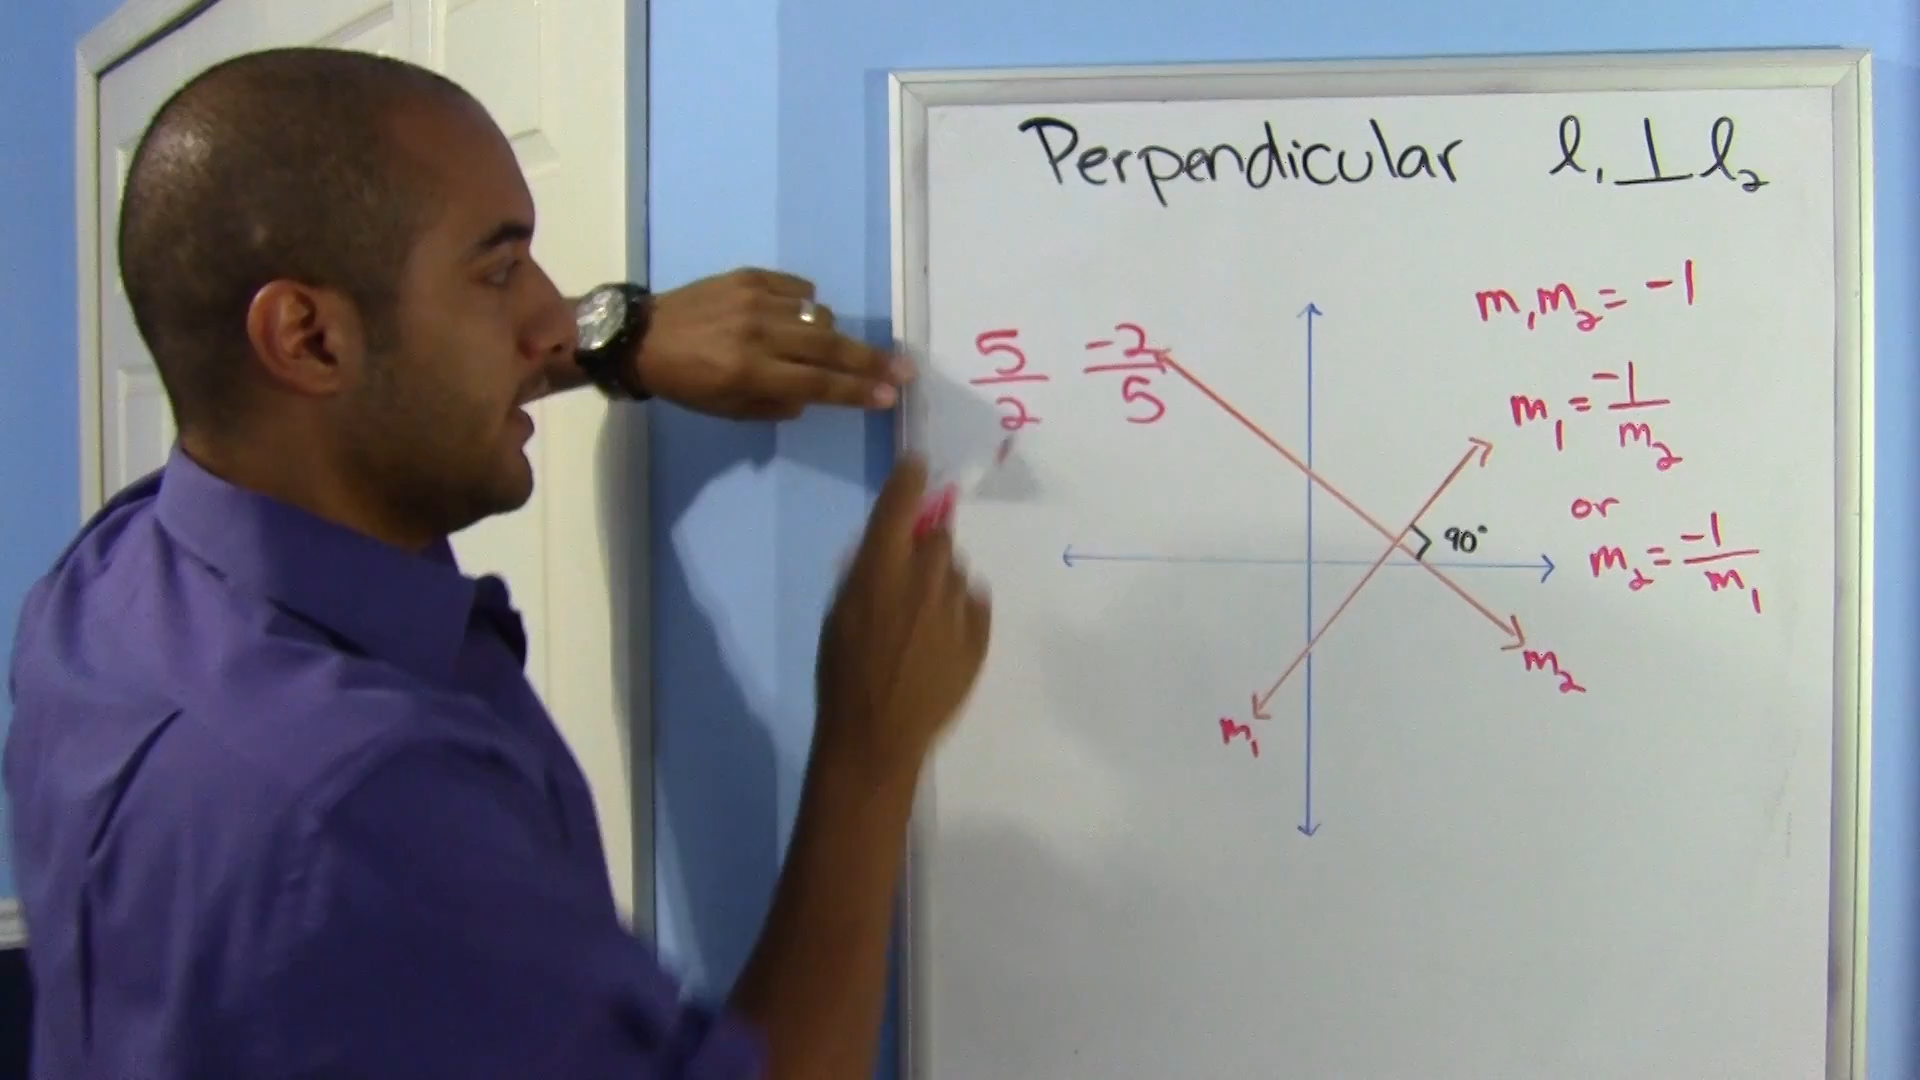 Perpendicular l₁ ⊥ l₂
m₁m₂ = -1
5/2 -2/5
m₁ = -1/m₂
or
90°
m₂ = -1/m₁
m₂
m₁